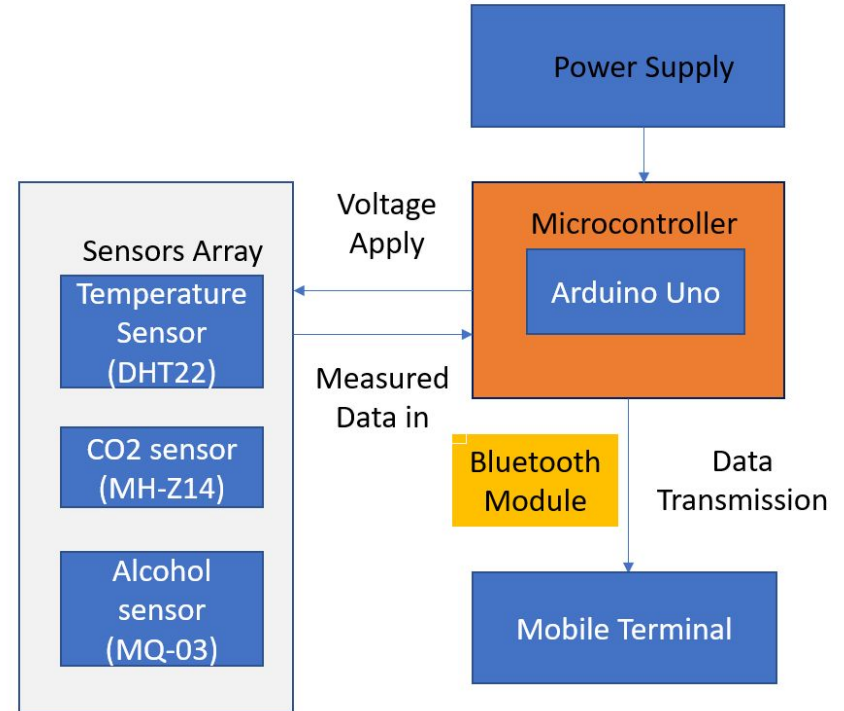 Power Supply
Voltage
Apply
Microcontroller
Arduino Uno
Sensors Array
Temperature
Sensor
(DHT22)
Measured
Data in
CO2 sensor
(MH-Z14)
Bluetooth
Module
Data
Transmission
Alcohol
sensor
(MQ-03)
Mobile Terminal